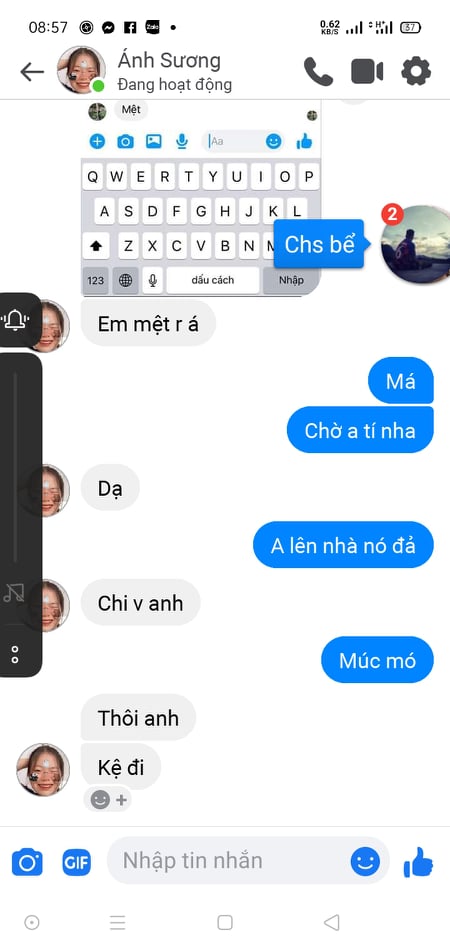 08:57 Zalo 0.62 KB/S H+ 37
Ánh Sương
Đang hoạt động
Mệt
Aa
Q W E R T Y U I O P
A S D F G H J K L
Z X C V B N
123 dấu cách Nhập
2
Chs bể
Em mệt r á
Má
Chờ a tí nha
Dạ
A lên nhà nó đả
Chi v anh
Múc mó
Thôi anh
Kệ đi
GIF Nhập tin nhắn